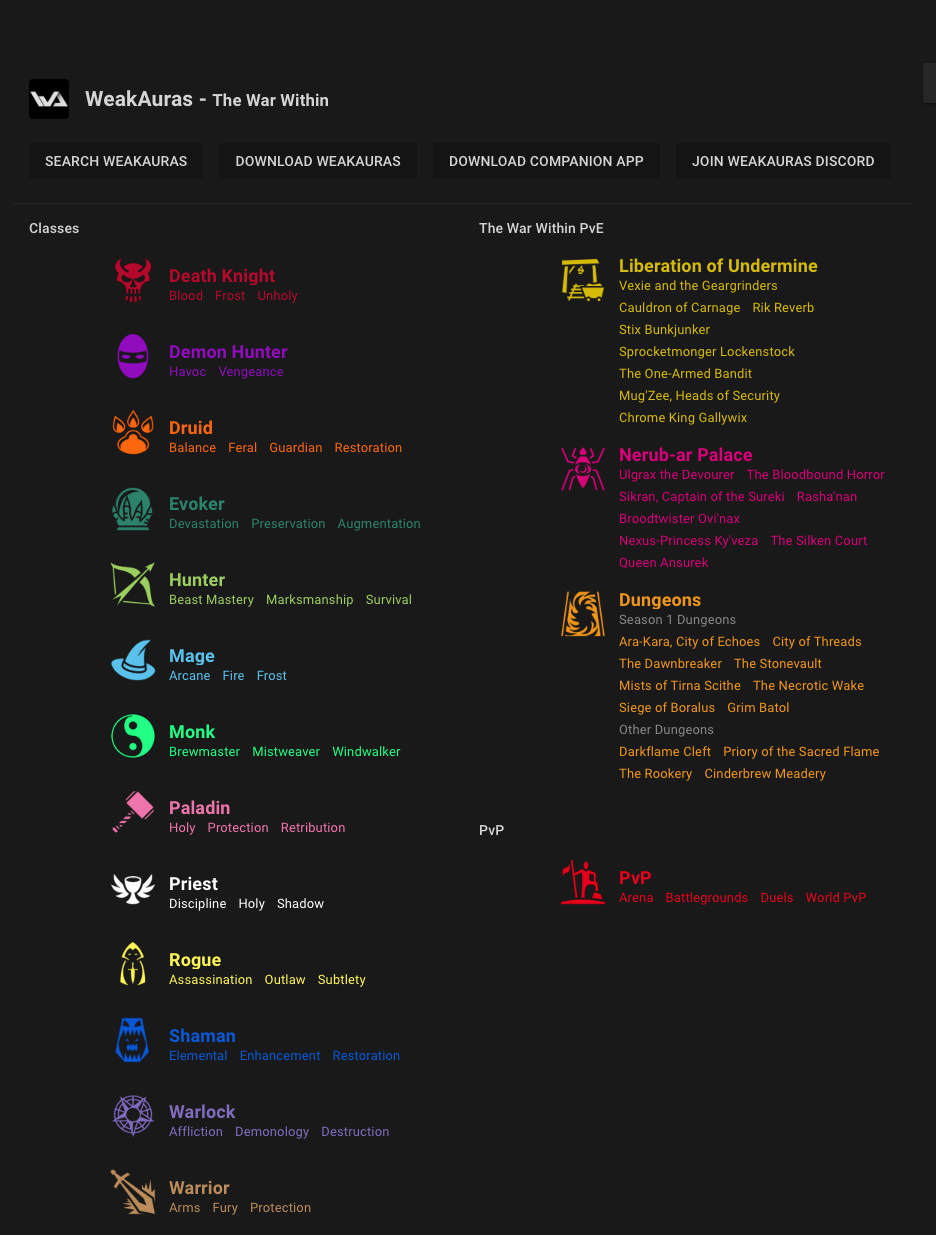 WeakAuras - The War Within
SEARCH WEAKAURAS
DOWNLOAD WEAKAURAS
DOWNLOAD COMPANION APP
JOIN WEAKAURAS DISCORD
Classes
Death Knight
Blood Frost Unholy
Demon Hunter
Havoc Vengeance
Druid
Balance Feral Guardian Restoration
Evoker
Devastation Preservation Augmentation
Hunter
Beast Mastery Marksmanship Survival
Mage
Arcane Fire Frost
Monk
Brewmaster Mistweaver Windwalker
Paladin
Holy Protection Retribution
Priest
Discipline Holy Shadow
Rogue
Assassination Outlaw Subtlety
Shaman
Elemental Enhancement Restoration
Warlock
Affliction Demonology Destruction
Warrior
Arms Fury Protection
The War Within PvE
Liberation of Undermine
Vexie and the Geargrinders
Cauldron of Carnage Rik Reverb
Stix Bunkjunker
Sprocketmonger Lockenstock
The One-Armed Bandit
Mug'Zee, Heads of Security
Chrome King Gallywix
Nerub-ar Palace
Ulgrax the Devourer The Bloodbound Horror
Sikran, Captain of the Sureki Rasha'nan
Broodtwister Ovi'nax
Nexus-Princess Ky'veza The Silken Court
Queen Ansurek
Dungeons
Season 1 Dungeons
Ara-Kara, City of Echoes City of Threads
The Dawnbreaker The Stonevault
Mists of Tirna Scithe The Necrotic Wake
Siege of Boralus Grim Batol
Other Dungeons
Darkflame Cleft Priory of the Sacred Flame
The Rookery Cinderbrew Meadery
PvP
PvP
Arena Battlegrounds Duels World PvP